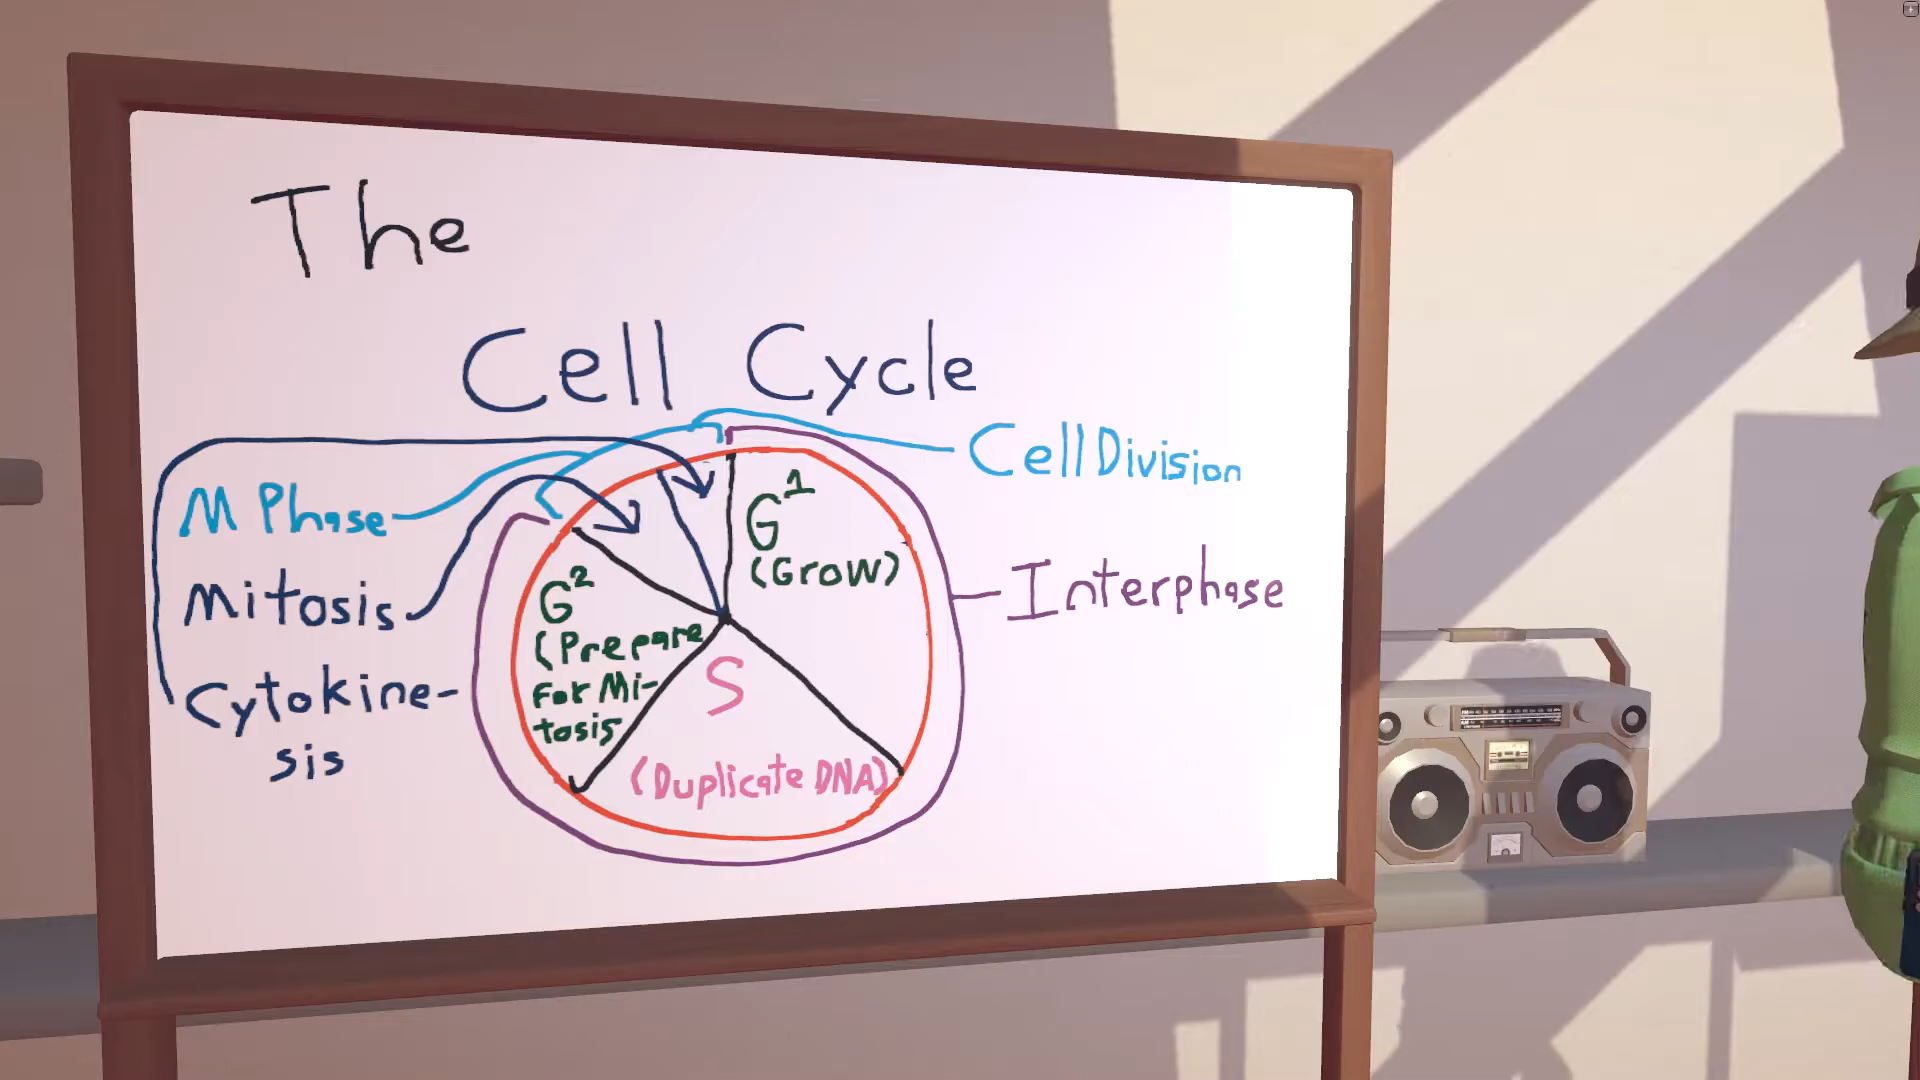 The
Cell Cycle
Cell Division
M Phase
Mitosis
Cytokine-
sis
G¹
(Grow)
Interphase
G²
(Prepare
for Mi-
tosis
S
(Duplicate DNA)